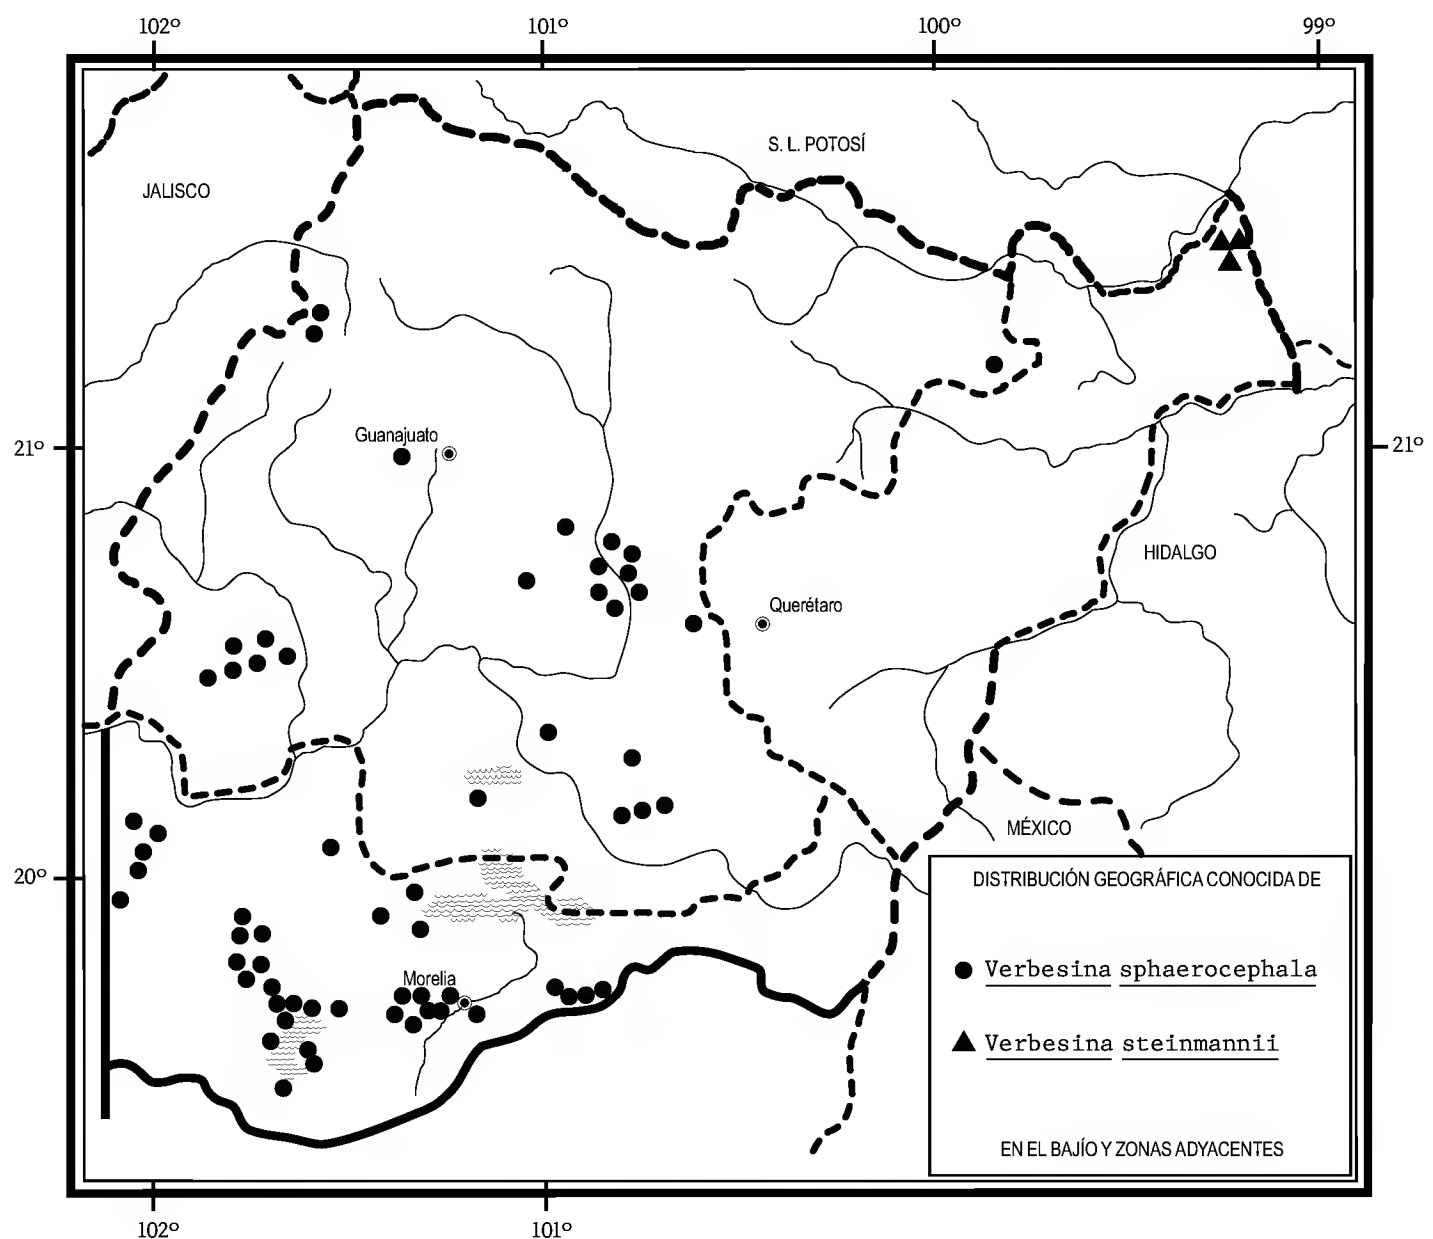 102º 101º 100º 99º
S. L. POTOSÍ
JALISCO
Guanajuato
21º 21º
HIDALGO
Querétaro
MÉXICO
20º
DISTRIBUCIÓN GEOGRÁFICA CONOCIDA DE
Verbesina sphaerocephala
Morelia
Verbesina steinmannii
EN EL BAJÍO Y ZONAS ADYACENTES
102º 101º